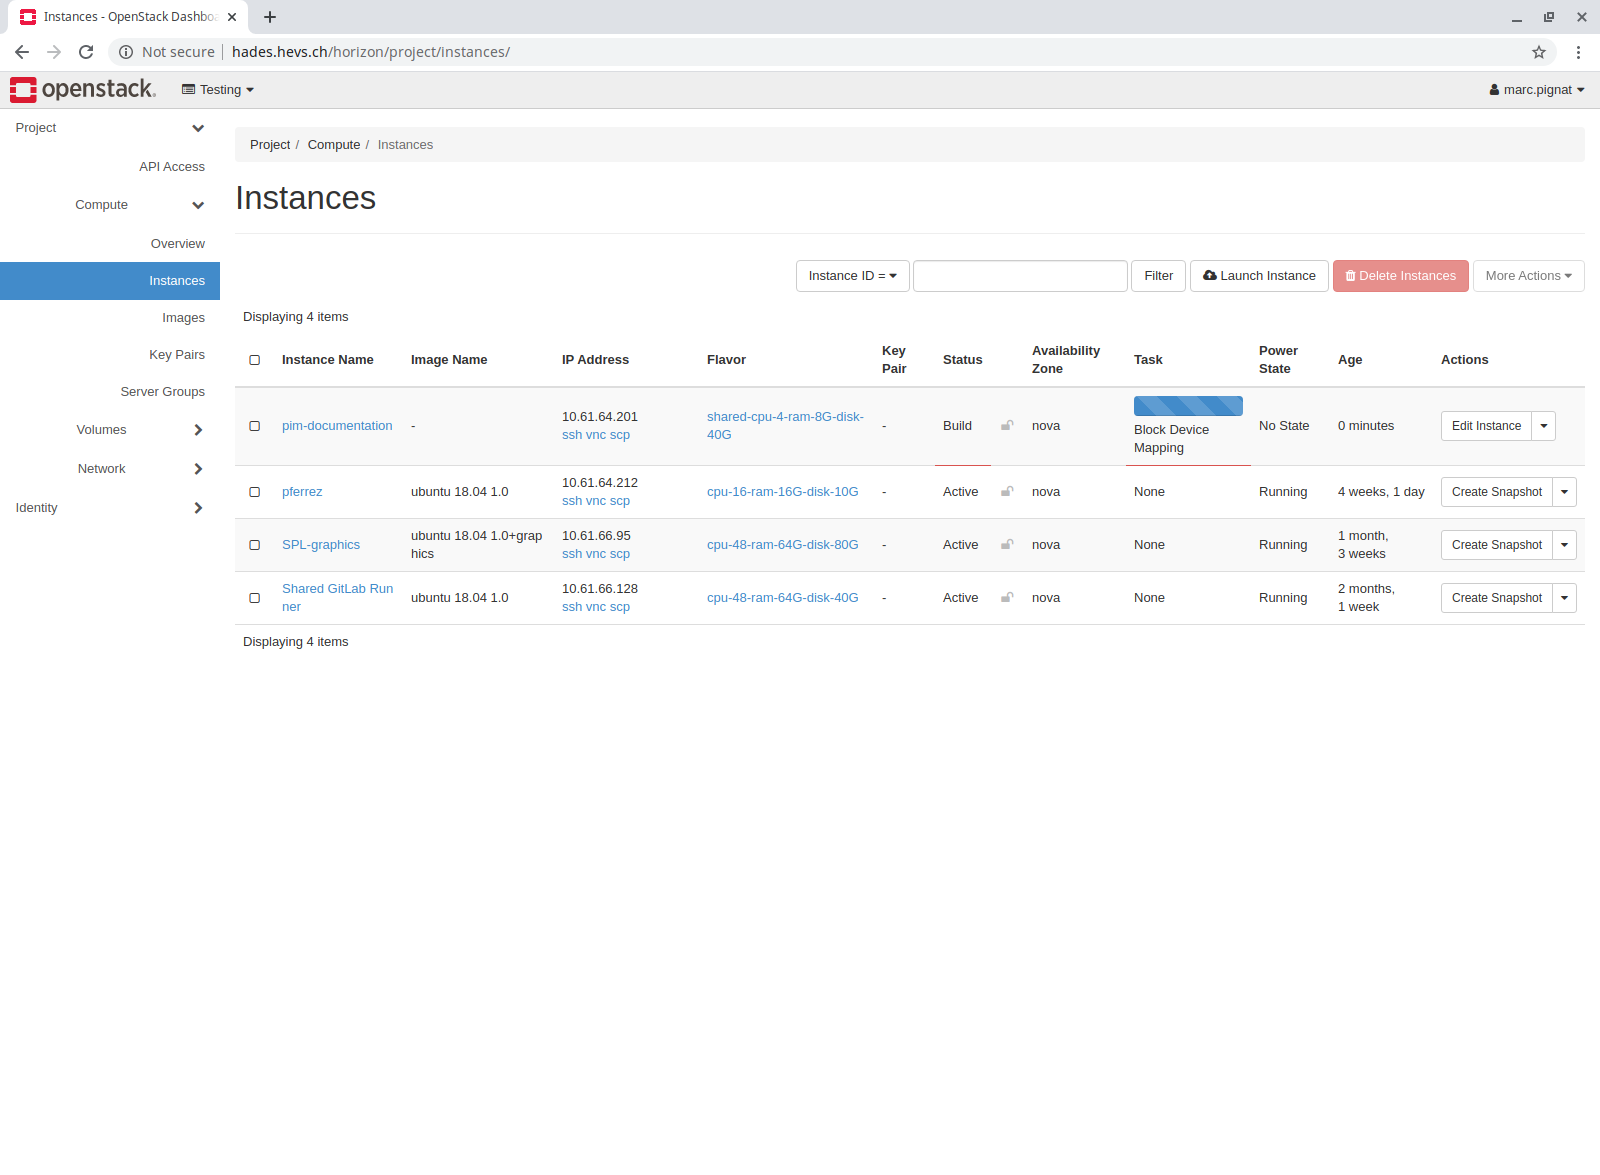 Instances - OpenStack Dashboa
Not secure hades.hevs.ch/horizon/project/instances/
openstack. Testing marc.pignat
Project
API Access
Compute
Overview
Instances
Images
Key Pairs
Server Groups
Volumes
Network
Identity
Project / Compute / Instances
Instances
Instance ID = Filter Launch Instance Delete Instances More Actions
Displaying 4 items
Instance Name Image Name IP Address Flavor Key Pair Status Availability Zone Task Power State Age Actions
pim-documentation - 10.61.64.201 ssh vnc scp shared-cpu-4-ram-8G-disk-40G - Build nova Block Device Mapping No State 0 minutes Edit Instance
pferrez ubuntu 18.04 1.0 10.61.64.212 ssh vnc scp cpu-16-ram-16G-disk-10G - Active nova None Running 4 weeks, 1 day Create Snapshot
SPL-graphics ubuntu 18.04 1.0+graphics 10.61.66.95 ssh vnc scp cpu-48-ram-64G-disk-80G - Active nova None Running 1 month, 3 weeks Create Snapshot
Shared GitLab Runner ubuntu 18.04 1.0 10.61.66.128 ssh vnc scp cpu-48-ram-64G-disk-40G - Active nova None Running 2 months, 1 week Create Snapshot
Displaying 4 items